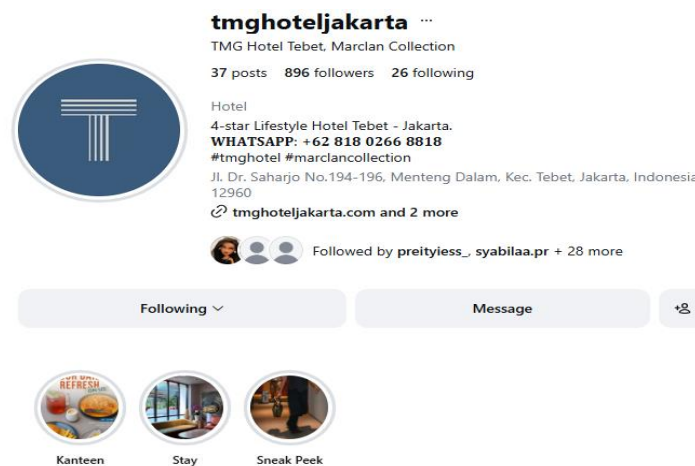 tmghoteljakarta ...
TMG Hotel Tebet, Marclan Collection
37 posts 896 followers 26 following
Hotel
4-star Lifestyle Hotel Tebet - Jakarta.
WHATSAPP: +62 818 0266 8818
#tmghotel #marclancollection
Jl. Dr. Saharjo No.194-196, Menteng Dalam, Kec. Tebet, Jakarta, Indonesia
12960
tmghoteljakarta.com and 2 more
Followed by preityiess_, syabilaa.pr + 28 more
Following Message
REFRESH
Kanteen Stay Sneak Peek